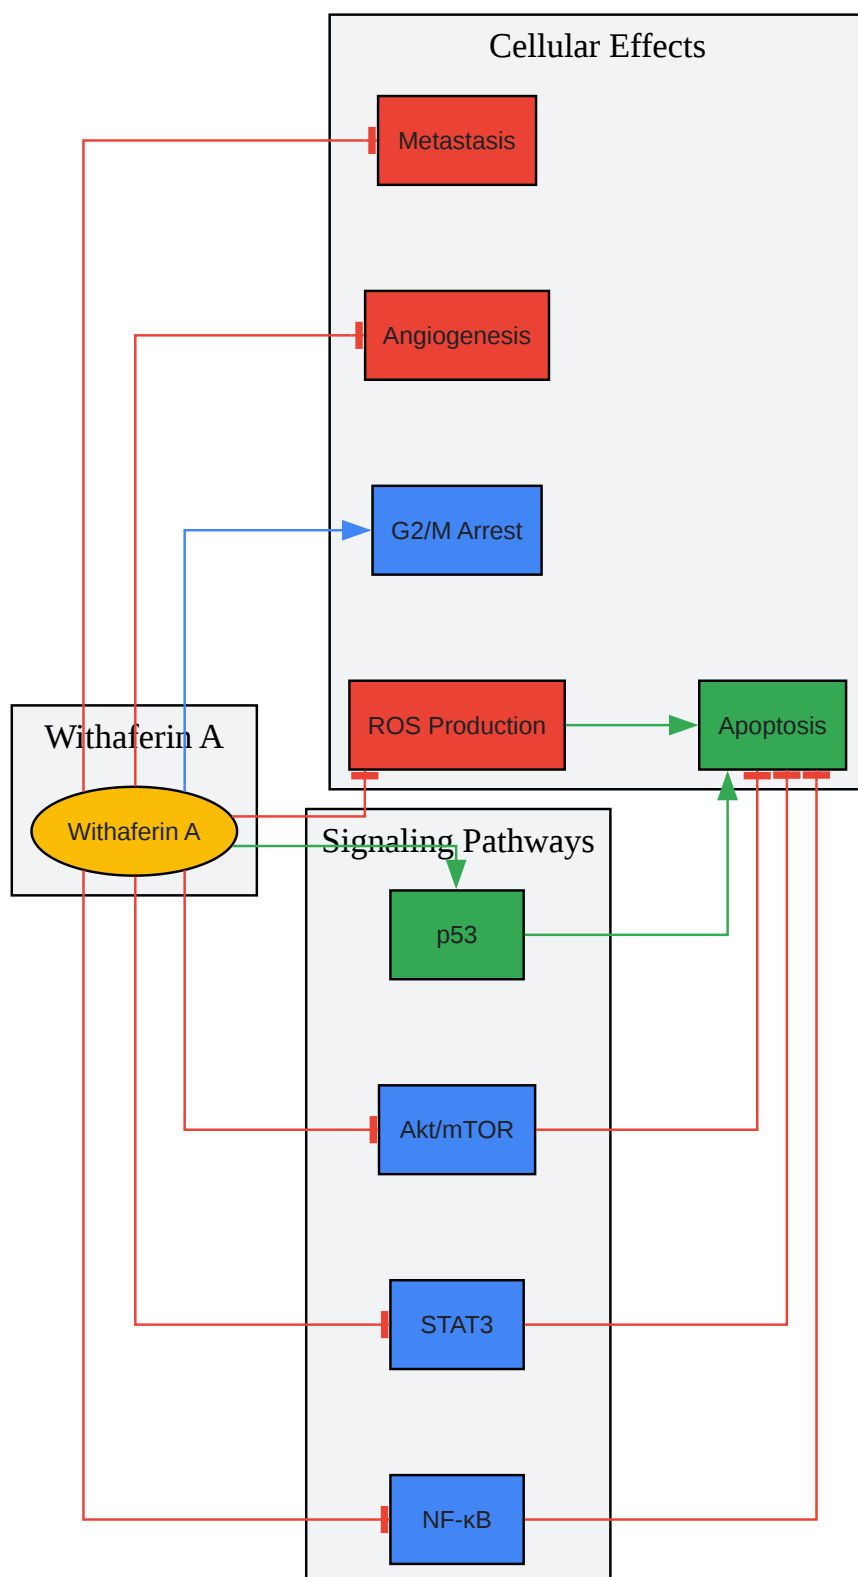 Cellular Effects
Metastasis
Angiogenesis
G2/M Arrest
ROS Production
Apoptosis
Withaferin A
Withaferin A
Signaling Pathways
p53
Akt/mTOR
STAT3
NF-κB